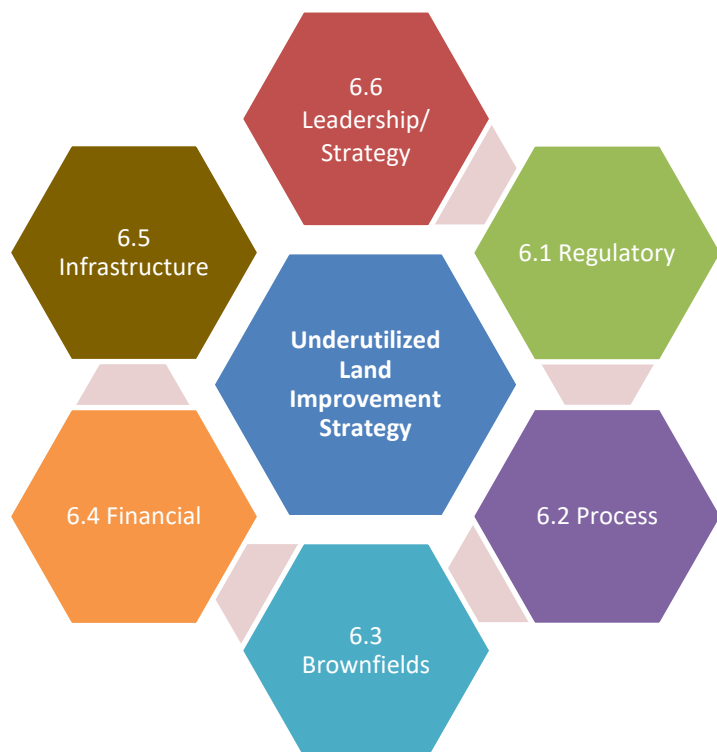 6.6
Leadership/
Strategy
6.5
Infrastructure
6.1 Regulatory
Underutilized
Land
Improvement
Strategy
6.4 Financial
6.2 Process
6.3
Brownfields